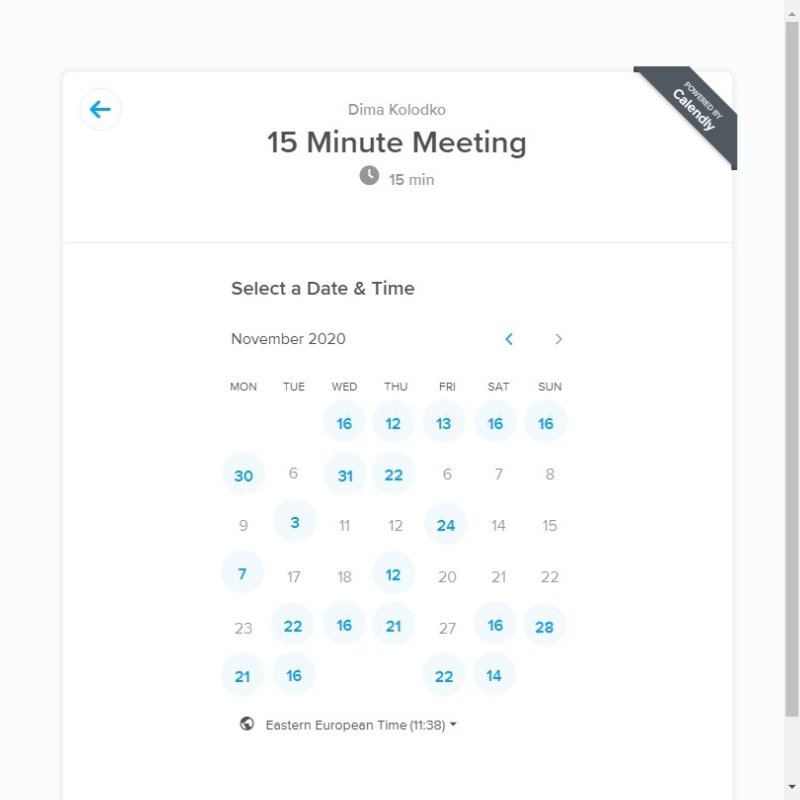 POWERED BY
Calendly
Dima Kolodko
15 Minute Meeting
15 min
Select a Date & Time
November 2020
MON TUE WED THU FRI SAT SUN
16 12 13 16 16
30 6 31 22 6 7 8
9 3 11 12 24 14 15
7 17 18 12 20 21 22
23 22 16 21 27 16 28
21 16 22 14
Eastern European Time (11:38)